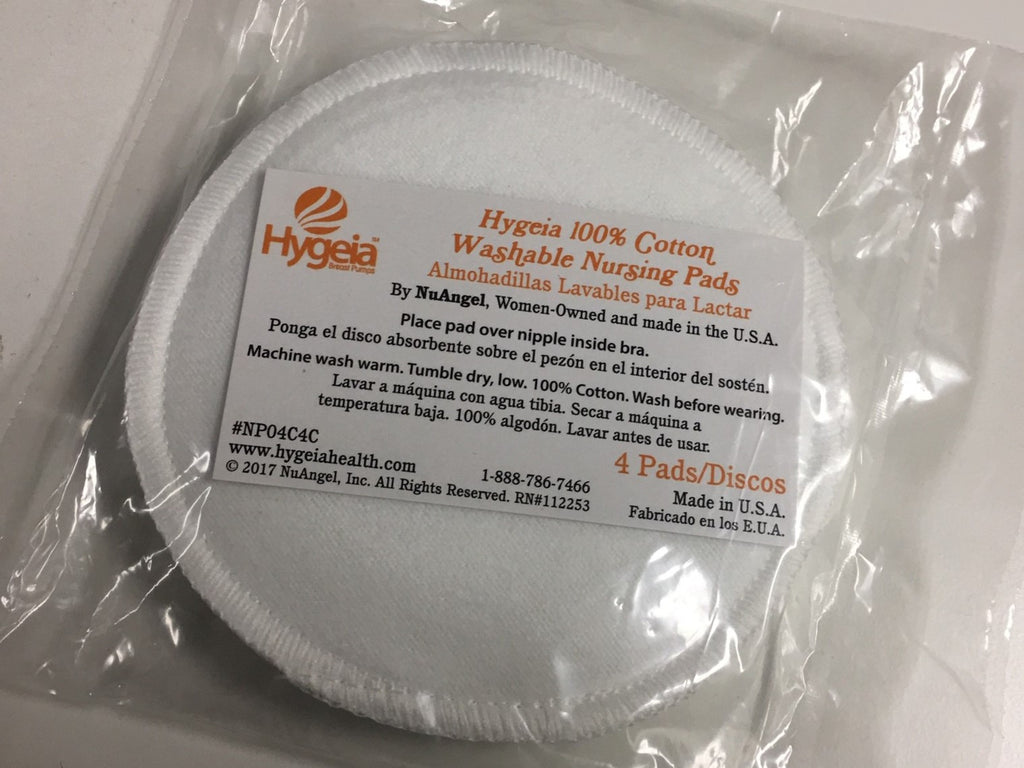 Hygeia™
Breast Pumps
Hygeia 100% Cotton
Washable Nursing Pads
Almohadillas Lavables para Lactar
By NuAngel, Women-Owned and made in the U.S.A.
Place pad over nipple inside bra.
Ponga el disco absorbente sobre el pezón en el interior del sostén.
Machine wash warm. Tumble dry, low. 100% Cotton. Wash before wearing.
Lavar a máquina con agua tibia. Secar a máquina a
temperatura baja. 100% algodón. Lavar antes de usar.
#NP04C4C
www.hygeiahealth.com
1-888-786-7466
© 2017 NuAngel, Inc. All Rights Reserved. RN#112253
4 Pads/Discos
Made in U.S.A.
Fabricado en los E.U.A.